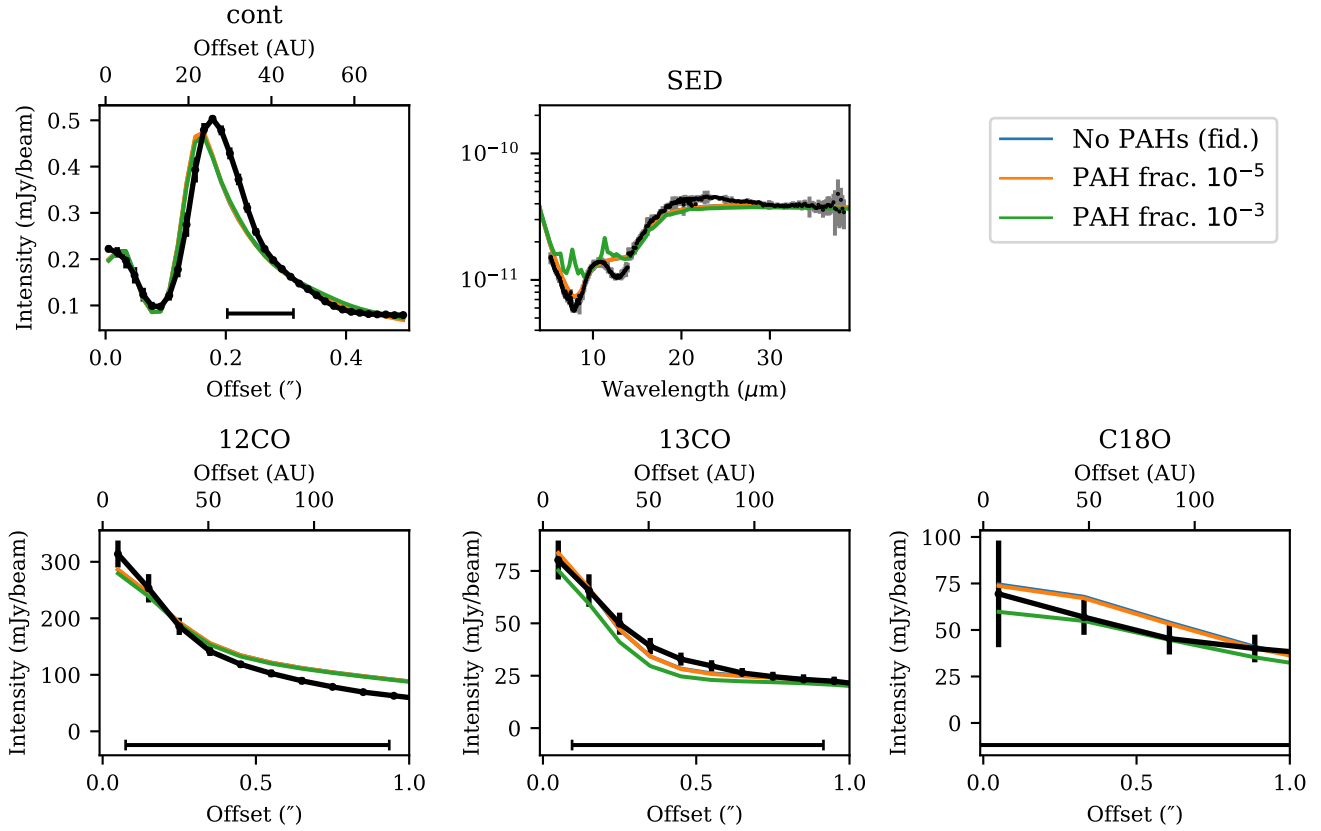 cont
Offset (AU)
0 20 40 60
Intensity (mJy/beam)
0.5
0.4
0.3
0.2
0.1
0.0 0.2 0.4
Offset (″)
SED
10⁻¹⁰
10⁻¹¹
10 20 30
Wavelength (μm)
No PAHs (fid.)
PAH frac. 10⁻⁵
PAH frac. 10⁻³
12CO
Offset (AU)
0 50 100
Intensity (mJy/beam)
300
200
100
0
0.0 0.5 1.0
Offset (″)
13CO
Offset (AU)
0 50 100
Intensity (mJy/beam)
75
50
25
0
0.0 0.5 1.0
Offset (″)
C18O
Offset (AU)
0 50 100
Intensity (mJy/beam)
100
75
50
25
0
0.0 0.5 1.0
Offset (″)